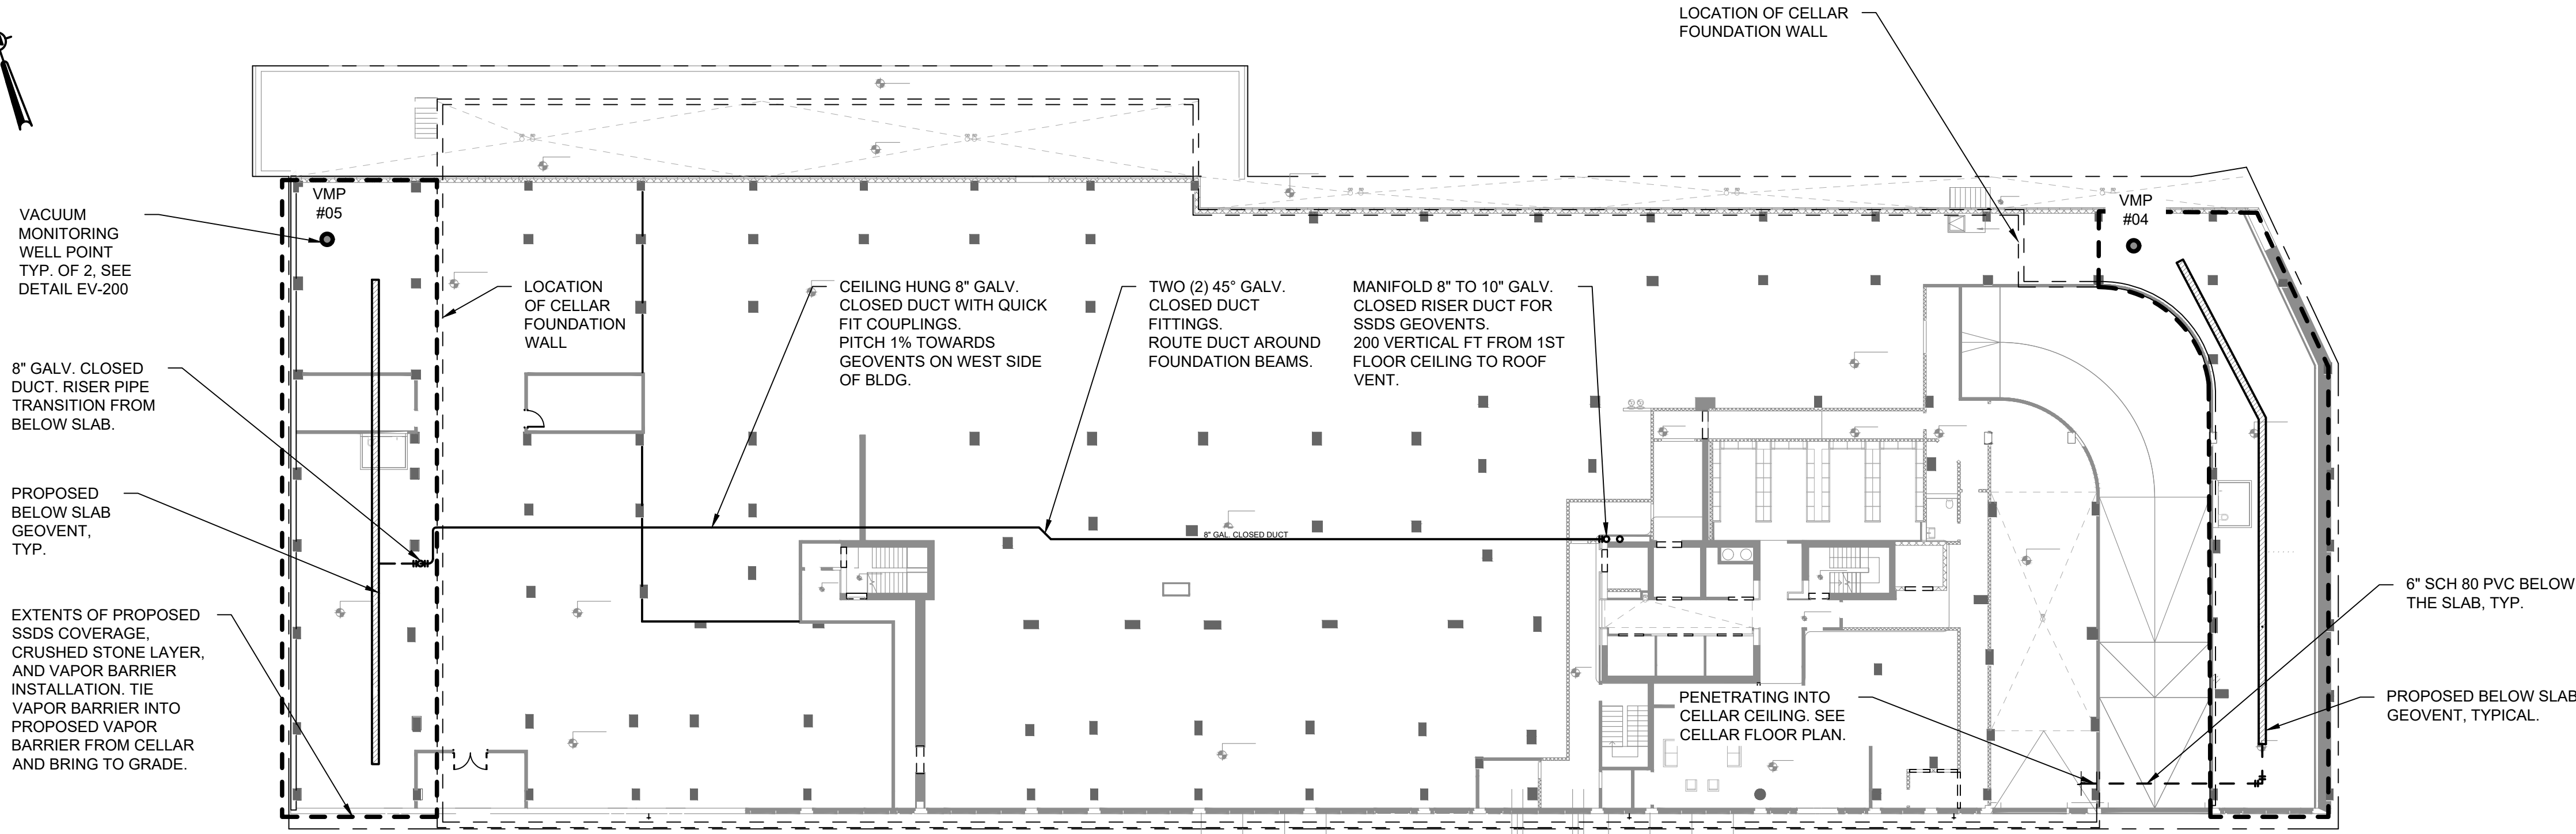 LOCATION OF CELLAR
FOUNDATION WALL
VMP
#05
VMP
#04
VACUUM
MONITORING
WELL POINT
TYP. OF 2, SEE
DETAIL EV-200
LOCATION
OF CELLAR
FOUNDATION
WALL
CEILING HUNG 8" GALV.
CLOSED DUCT WITH QUICK
FIT COUPLINGS.
PITCH 1% TOWARDS
GEOVENTS ON WEST SIDE
OF BLDG.
TWO (2) 45° GALV.
CLOSED DUCT
FITTINGS.
ROUTE DUCT AROUND
FOUNDATION BEAMS.
MANIFOLD 8" TO 10" GALV.
CLOSED RISER DUCT FOR
SSDS GEOVENTS.
200 VERTICAL FT FROM 1ST
FLOOR CEILING TO ROOF
VENT.
8" GALV. CLOSED
DUCT. RISER PIPE
TRANSITION FROM
BELOW SLAB.
PROPOSED
BELOW SLAB
GEOVENT,
TYP.
8" GAL. CLOSED DUCT
EXTENTS OF PROPOSED
SSDS COVERAGE,
CRUSHED STONE LAYER,
AND VAPOR BARRIER
INSTALLATION. TIE
VAPOR BARRIER INTO
PROPOSED VAPOR
BARRIER FROM CELLAR
AND BRING TO GRADE.
6" SCH 80 PVC BELOW
THE SLAB, TYP.
PENETRATING INTO
CELLAR CEILING. SEE
CELLAR FLOOR PLAN.
PROPOSED BELOW SLAB
GEOVENT, TYPICAL.